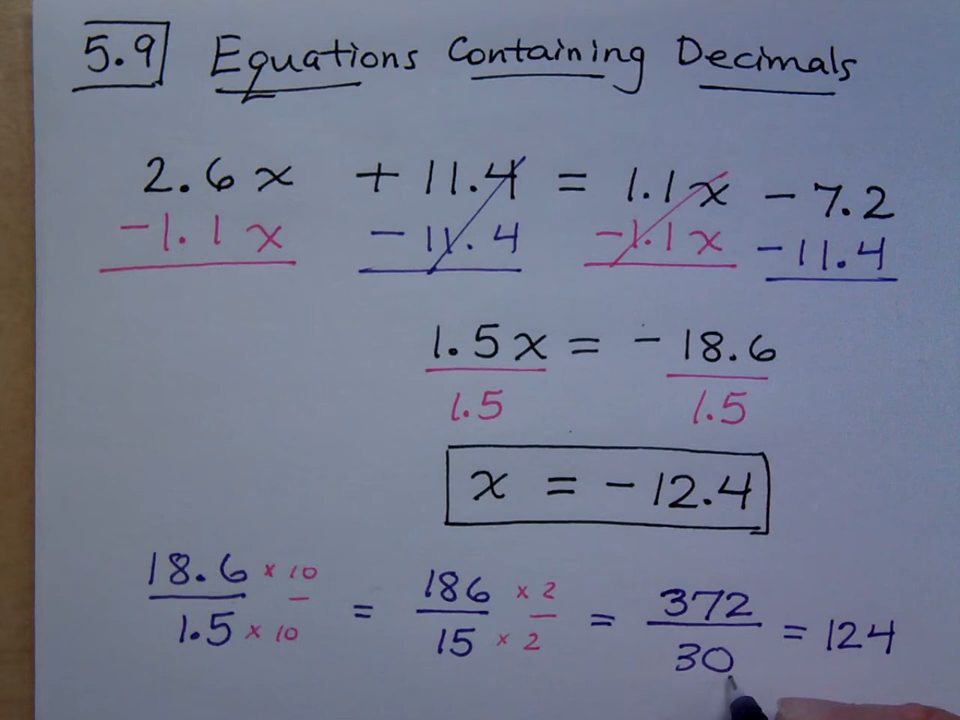 5.9 Equations Containing Decimals
2.6x + 11.4 = 1.1x - 7.2
-1.1x - 11.4 -1.1x -11.4
1.5x = -18.6
1.5 1.5
x = -12.4
18.6 × 10 = 186 × 2 = 372 = 124
1.5 × 10 15 × 2 30